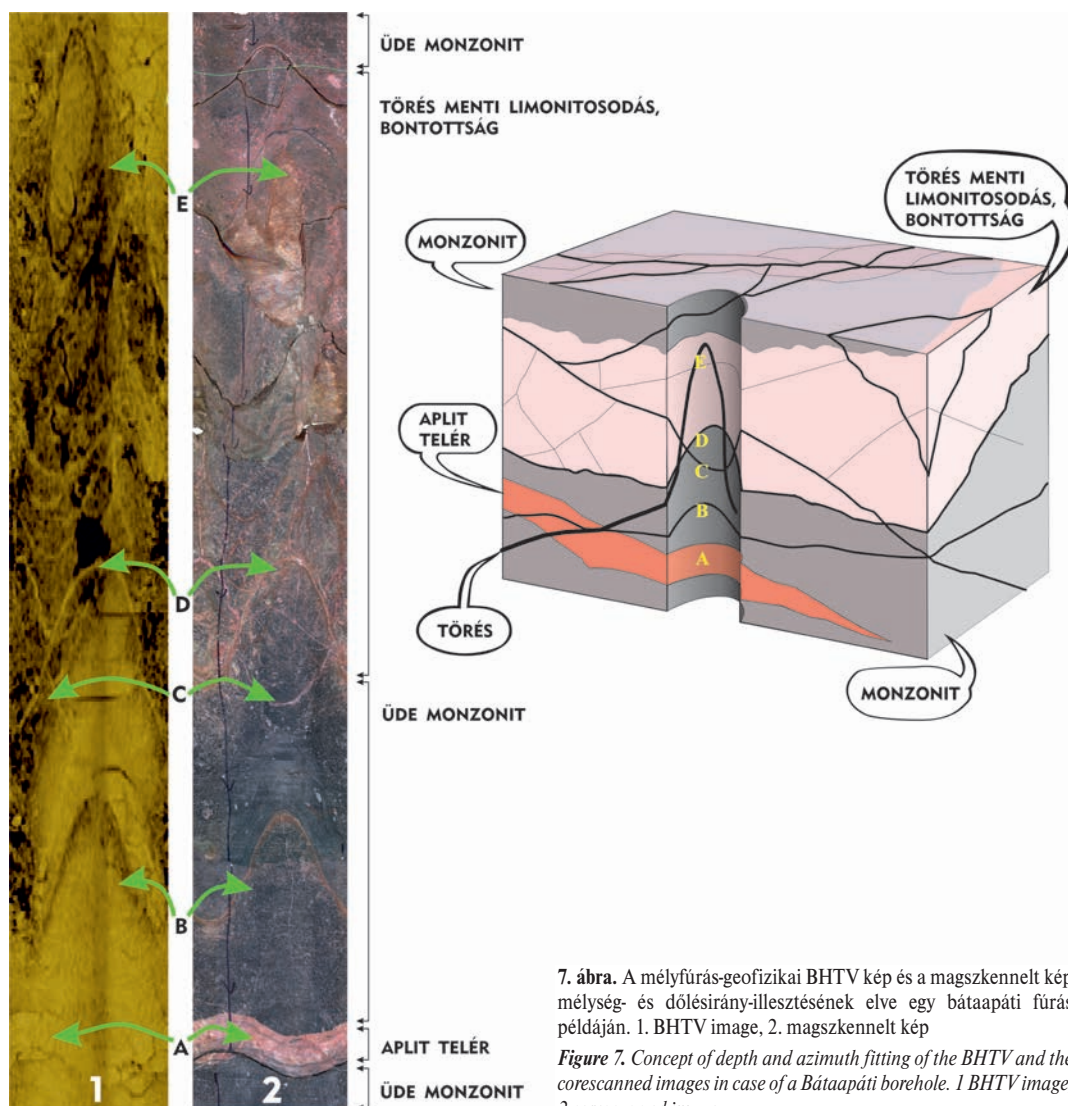 ÜDE MONZONIT
TÖRÉS MENTI LIMONITOSODÁS,
BONTOTTSÁG
E
D
C
ÜDE MONZONIT
B
A
APLIT TELÉR
ÜDE MONZONIT
1
2
TÖRÉS MENTI
LIMONITOSODÁS,
BONTOTTSÁG
MONZONIT
E
APLIT
TELÉR
D
C
B
A
TÖRÉS
MONZONIT
7. ábra. A mélyfúrás-geofizikai BHTV kép és a magszkennelt kép
mélység- és dőlésirány-illesztésének elve egy bátaapáti fúrás
példáján. 1. BHTV image, 2. magszkennelt kép
Figure 7. Concept of depth and azimuth fitting of the BHTV and the
corescanned images in case of a Bátaapáti borehole. 1 BHTV image,